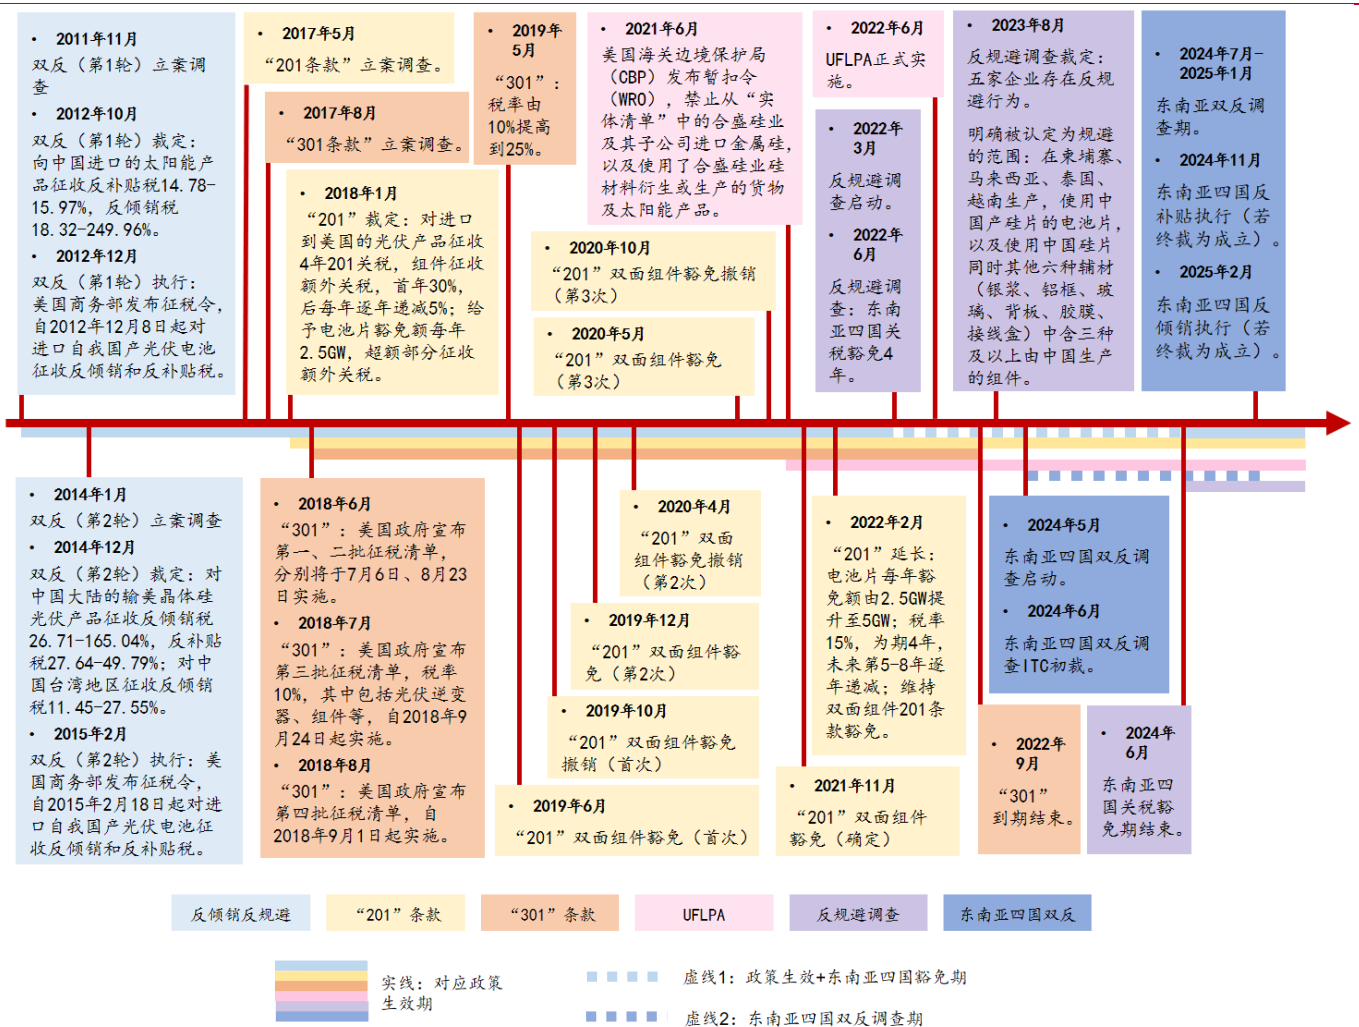 • 2011年11月
双反（第1轮）立案调
查
• 2012年10月
双反（第1轮）裁定：
向中国进口的太阳能产
品征收反补贴税14.78-
15.97%，反倾销税
18.32-249.96%。
• 2012年12月
双反（第1轮）执行：
美国商务部发布征税令，
自2012年12月8日起对
进口自我国产光伏电池
征收反倾销和反补贴税。
• 2017年5月
“201条款”立案调查。
• 2017年8月
“301条款”立案调查。
• 2018年1月
“201”裁定：对进口
到美国的光伏产品征收
4年201关税，组件征收
额外关税，首年30%，
后每年逐年递减5%；给
予电池片豁免额每年
2.5GW，超额部分征收
额外关税。
• 2019年
5月
“301”：
税率由
10%提高
到25%。
• 2021年6月
美国海关边境保护局
（CBP）发布暂扣令
（WRO），禁止从“实
体清单”中的合盛硅业
及其子公司进口金属硅，
以及使用了合盛硅业硅
材料衍生或生产的货物
及太阳能产品。
• 2020年10月
“201”双面组件豁免撤销
（第3次）
• 2020年5月
“201”双面组件豁免
（第3次）
• 2022年6月
UFLPA正式实
施。
• 2022年
3月
反规避调
查启动。
• 2022年
6月
反规避调
查：东南
亚四国关
税豁免4
年。
• 2023年8月
反规避调查裁定：
五家企业存在反规
避行为。
明确被认定为规避
的范围：在柬埔寨、
马来西亚、泰国、
越南生产，使用中
国产硅片的电池片，
以及使用中国硅片
同时其他六种辅材
（银浆、铝框、玻
璃、背板、胶膜、
接线盒）中含三种
及以上由中国生产
的组件。
• 2024年7月-
2025年1月
东南亚双反调
查期。
• 2024年11月
东南亚四国反
补贴执行（若
终裁为成立）。
• 2025年2月
东南亚四国反
倾销执行（若
终裁为成立）。
• 2014年1月
双反（第2轮）立案调查
• 2014年12月
双反（第2轮）裁定：对
中国大陆的输美晶体硅
光伏产品征收反倾销税
26.71-165.04%，反补贴
税27.64-49.79%；对中
国台湾地区征收反倾销
税11.45-27.55%。
• 2015年2月
双反（第2轮）执行：美
国商务部发布征税令，
自2015年2月18日起对进
口自我国产光伏电池征
收反倾销和反补贴税。
• 2018年6月
“301”：美国政府宣布
第一、二批征税清单，
分别将于7月6日、8月23
日实施。
• 2018年7月
“301”：美国政府宣布
第三批征税清单，税率
10%，其中包括光伏逆变
器、组件等，自2018年9
月24日起实施。
• 2018年8月
“301”：美国政府宣布
第四批征税清单，自
2018年9月1日起实施。
• 2020年4月
“201”双面
组件豁免撤销
（第2次）
• 2019年12月
“201”双面组件豁
免（第2次）
• 2019年10月
“201”双面组件豁免
撤销（首次）
• 2019年6月
“201”双面组件豁免（首次）
• 2022年2月
“201”延长：
电池片每年豁
免额由2.5GW提
升至5GW；税率
15%，为期4年，
未来第5-8年逐
年递减；维持
双面组件201条
款豁免。
• 2021年11月
“201”双面组件
豁免（确定）
• 2024年5月
东南亚四国双反调
查启动。
• 2024年6月
东南亚四国双反调
查ITC初裁。
• 2022年
9月
“301”
到期结束。
• 2024年
6月
东南亚四
国关税豁
免期结束。
反倾销反规避
“201”条款
“301”条款
UFLPA
反规避调查
东南亚四国双反
实线：对应政策
生效期
虚线1：政策生效+东南亚四国豁免期
虚线2：东南亚四国双反调查期